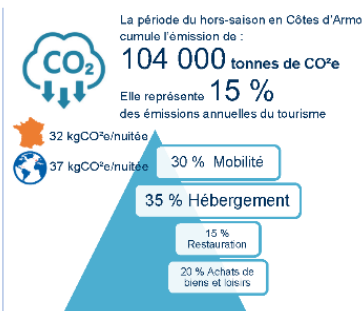 La période du hors-saison en Côtes d'Armo
cumule l'émission de :
CO₂
104 000 tonnes de CO²e
Elle représente 15 %
des émissions annuelles du tourisme
32 kgCO²e/nuitée
37 kgCO²e/nuitée
30 % Mobilité
35 % Hébergement
15 %
Restauration
20 % Achats de
biens et loisirs